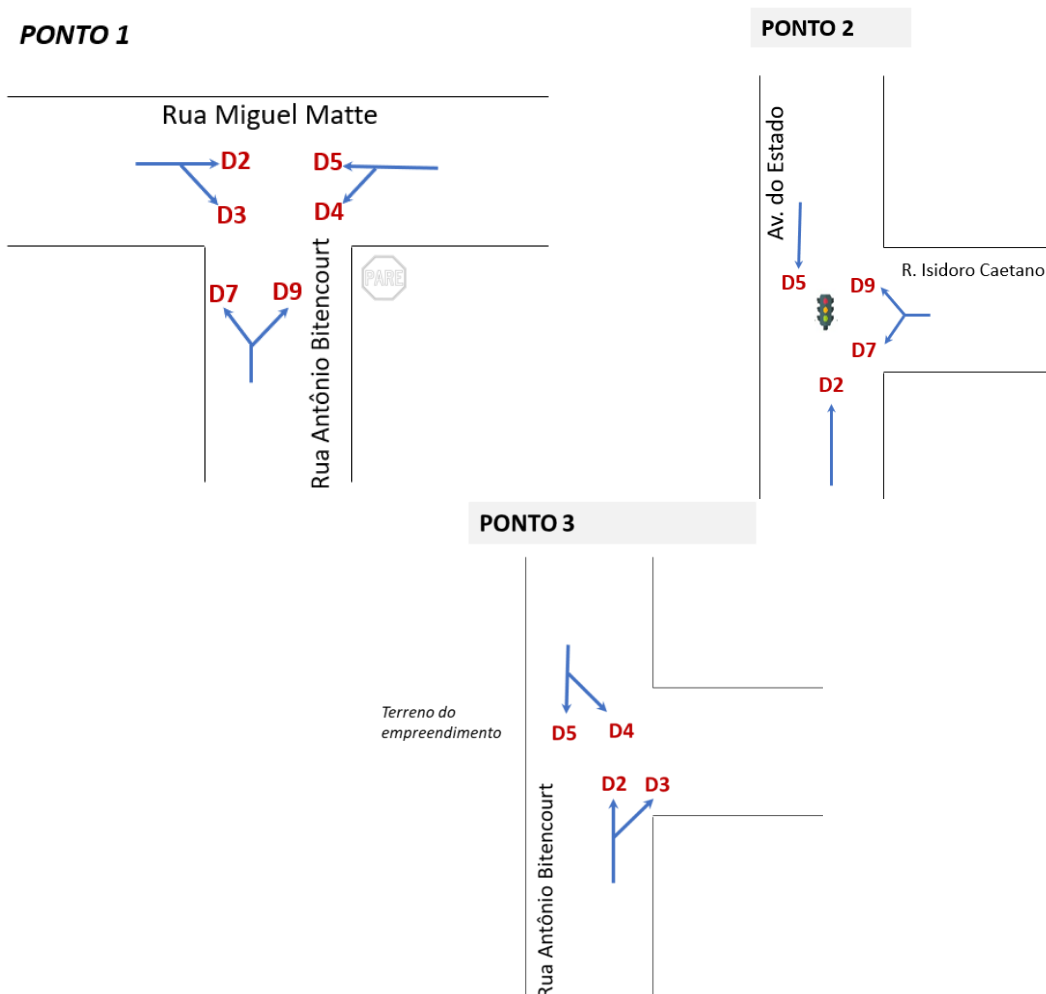 PONTO 1
Rua Miguel Matte
D2
D5
D3
D4
PARE
D7
D9
Rua Antônio Bitencourt
PONTO 2
Av. do Estado
R. Isidoro Caetano
D5
D9
D7
D2
PONTO 3
Terreno do
empreendimento
D5
D4
D2
D3
Rua Antônio Bitencourt